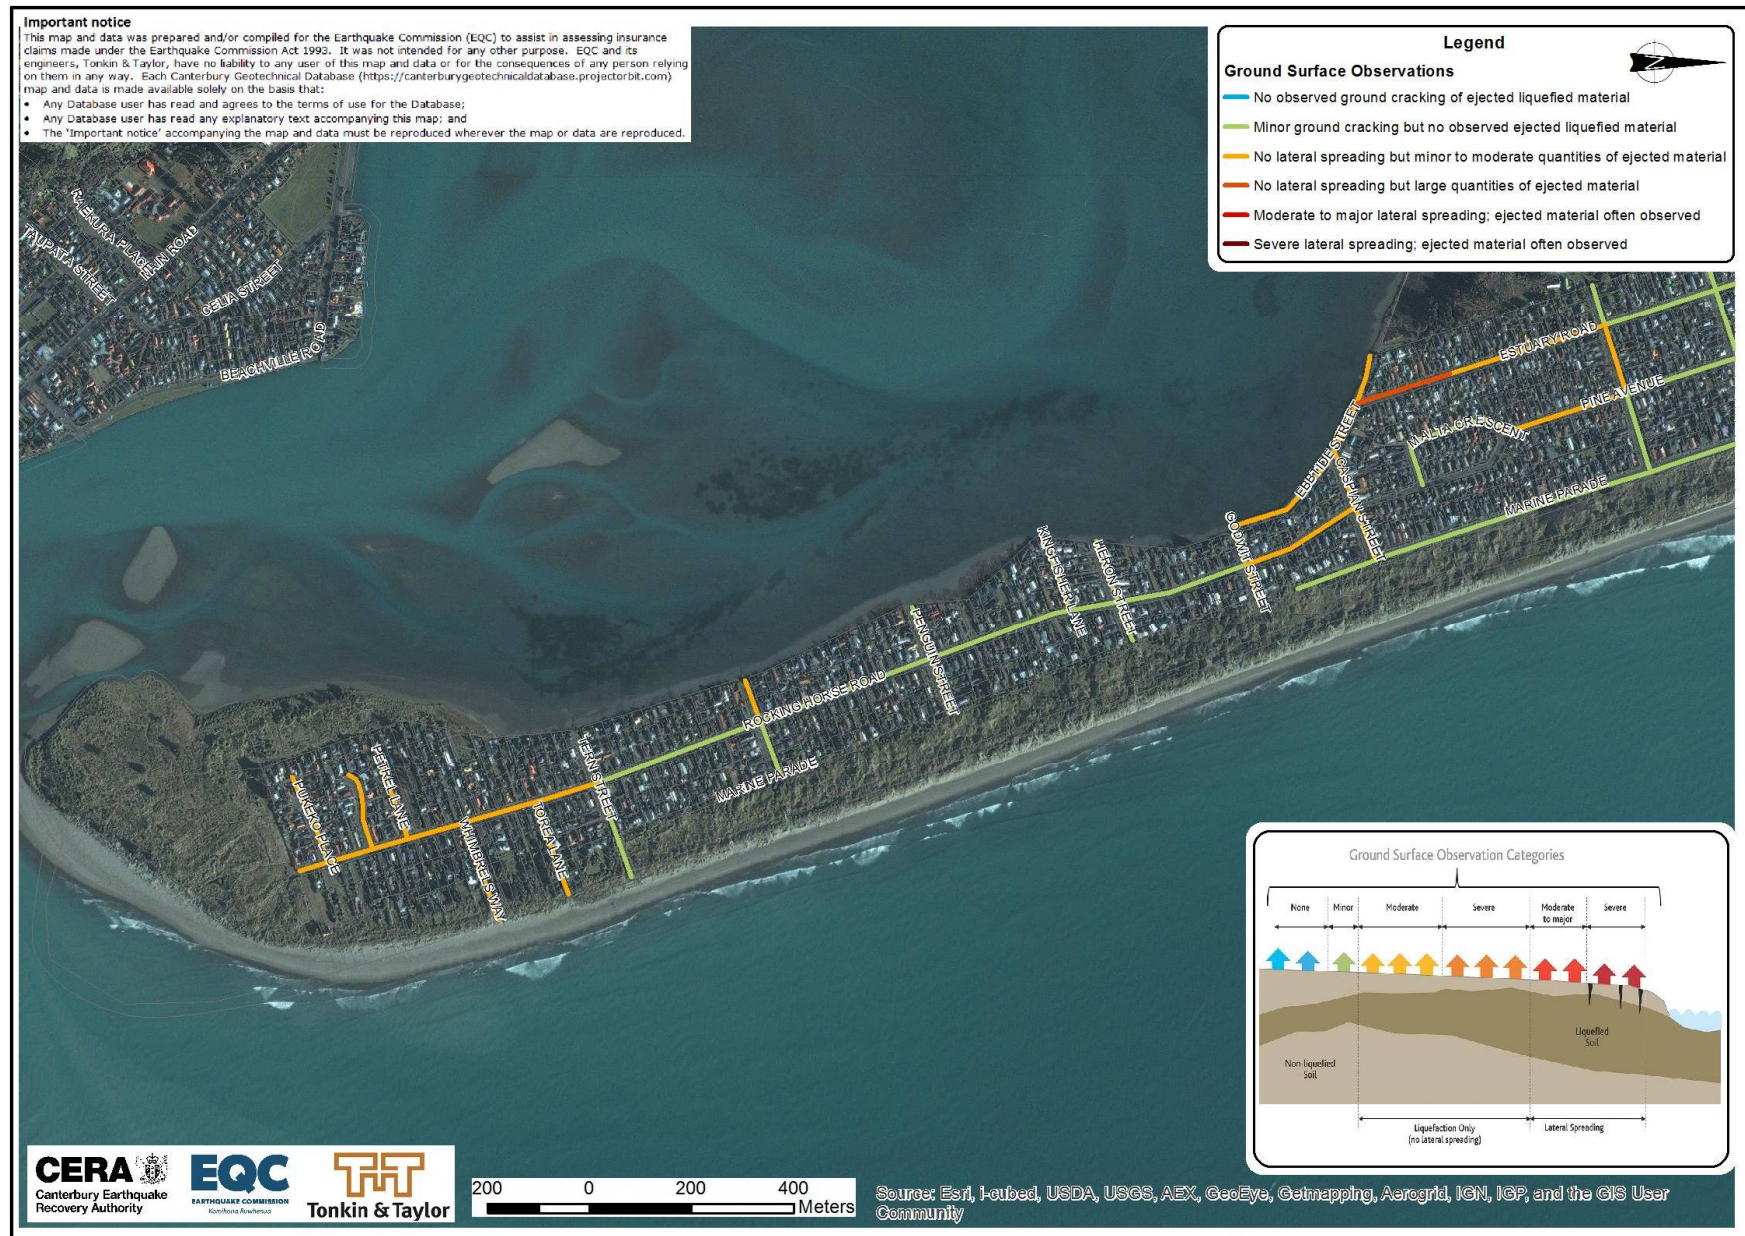 Important notice
This map and data was prepared and/or compiled for the Earthquake Commission (EQC) to assist in assessing insurance
claims made under the Earthquake Commission Act 1993. It was not intended for any other purpose. EQC and its
engineers, Tonkin & Taylor, have no liability to any user of this map and data or for the consequences of any person relying
on them in any way. Each Canterbury Geotechnical Database (https://canterburygeotechnicaldatabase.projectorbit.com)
map and data is made available solely on the basis that:
• Any Database user has read and agrees to the terms of use for the Database;
• Any Database user has read any explanatory text accompanying this map; and
• The 'Important notice' accompanying the map and data must be reproduced wherever the map or data are reproduced.
Legend
Ground Surface Observations
N
No observed ground cracking of ejected liquefied material
Minor ground cracking but no observed ejected liquefied material
No lateral spreading but minor to moderate quantities of ejected material
No lateral spreading but large quantities of ejected material
Moderate to major lateral spreading; ejected material often observed
Severe lateral spreading; ejected material often observed
RAEKURA PLACE
MAIN ROAD
TAUPATA STREET
CELIA STREET
BEACHVILLE ROAD
ESTUARY ROAD
PINE AVENUE
MALTA CRESCENT
EBBTIDE STREET
CASPIAN STREET
MARINE PARADE
GODWIT STREET
KINGFISHER LANE
HERON STREET
PENGUIN STREET
ROCKING HORSE ROAD
MARINE PARADE
TERN STREET
PETREL LANE
PUKEKO PLACE
WHIMBRELS WAY
TOREA LANE
Ground Surface Observation Categories
None
Minor
Moderate
Severe
Moderate
to major
Severe
Liquefied
Soil
Non-liquefied
Soil
Liquefaction Only
(no lateral spreading)
Lateral Spreading
CERA
Canterbury Earthquake
Recovery Authority
EQC
EARTHQUAKE COMMISSION
Kōmihana Rūwhenua
T+T
Tonkin & Taylor
200 0 200 400
Meters
Source: Esri, i-cubed, USDA, USGS, AEX, GeoEye, Getmapping, Aerogrid, IGN, IGP, and the GIS User
Community